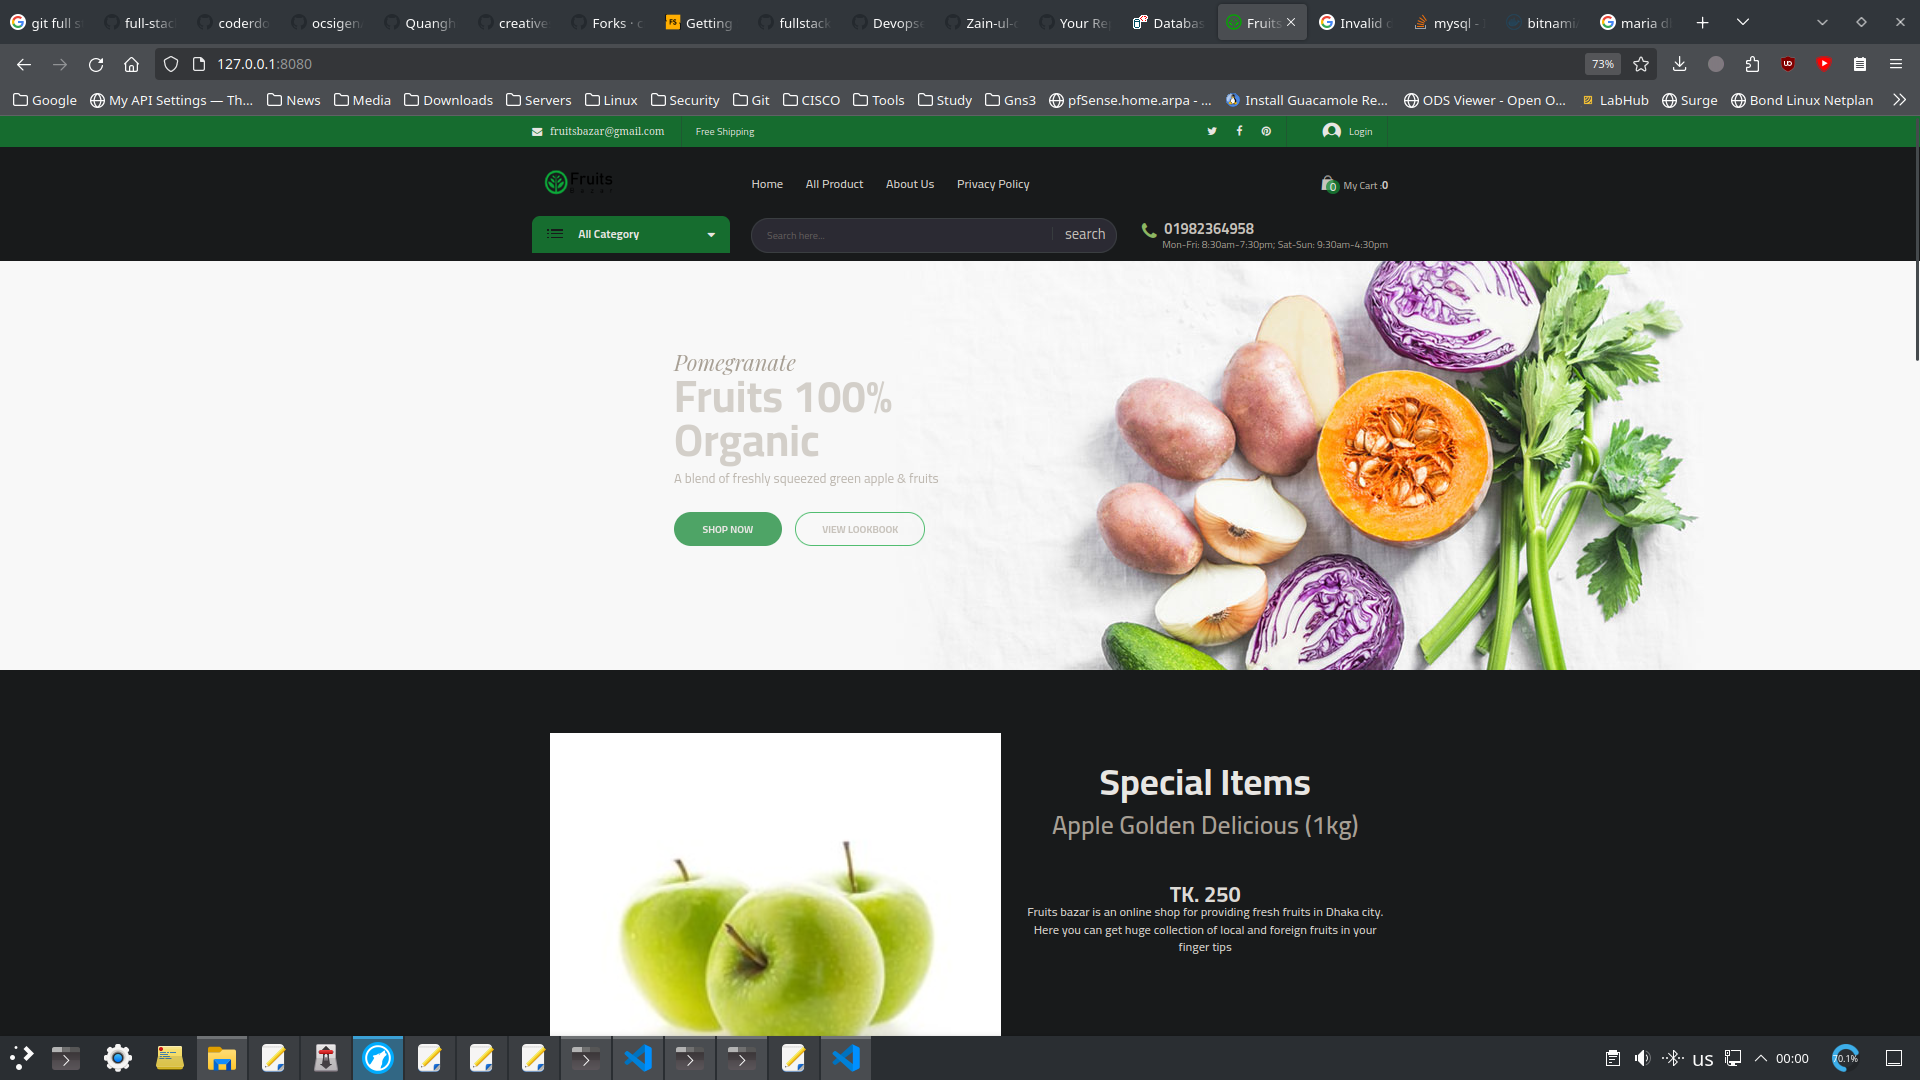 git full s
full-stac
coderdo
ocsigen
Quangh
creative
Forks · c
Getting
fullstack
Devops
Zain-ul-
Your Re
Databas
Fruits
Invalid
mysql -
bitnami
maria d
127.0.0.1:8080
73%
Google
My API Settings — Th...
News
Media
Downloads
Servers
Linux
Security
Git
CISCO
Tools
Study
Gns3
pfSense.home.arpa - ...
Install Guacamole Re...
ODS Viewer - Open O...
LabHub
Surge
Bond Linux Netplan
fruitsbazar@gmail.com
Free Shipping
Login
Fruits
BAZAR
Home
All Product
About Us
Privacy Policy
0
My Cart :0
All Category
Search here...
search
01982364958
Mon-Fri: 8:30am-7:30pm; Sat-Sun: 9:30am-4:30pm
Pomegranate
Fruits 100%
Organic
A blend of freshly squeezed green apple & fruits
SHOP NOW
VIEW LOOKBOOK
Special Items
Apple Golden Delicious (1kg)
TK. 250
Fruits bazar is an online shop for providing fresh fruits in Dhaka city.
Here you can get huge collection of local and foreign fruits in your
finger tips
us
00:00
70.1%